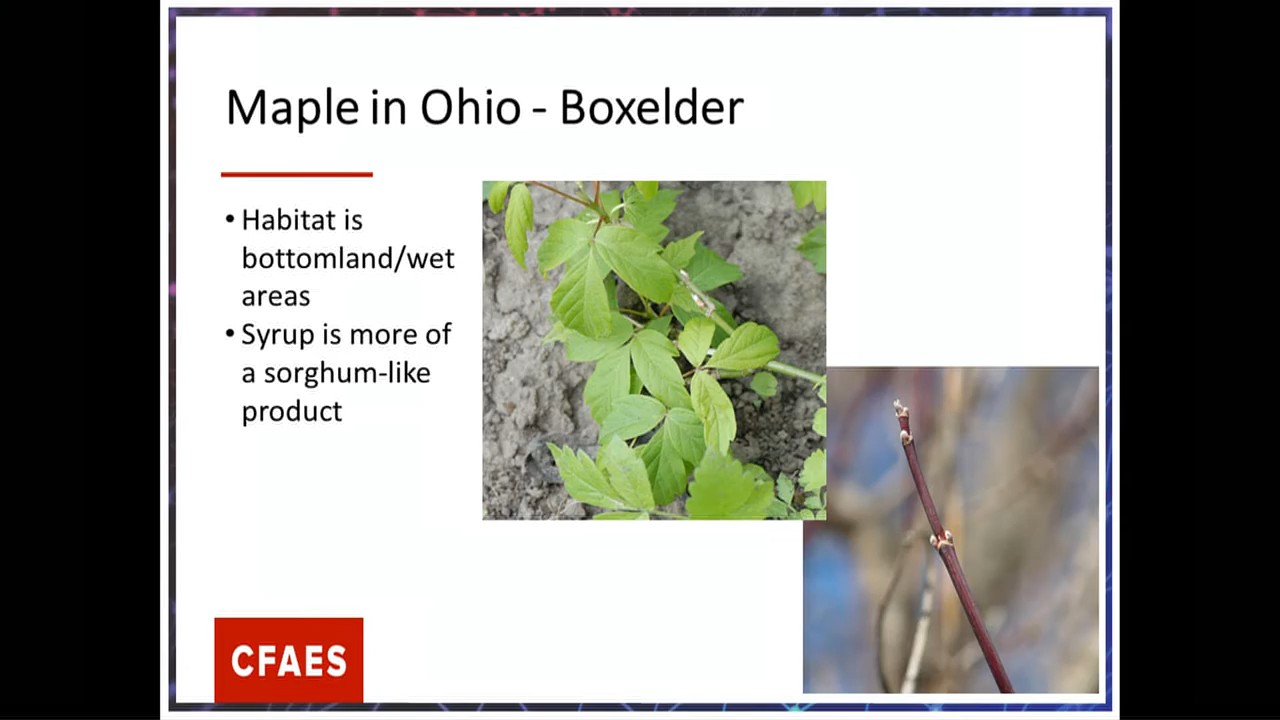 Maple in Ohio - Boxelder
• Habitat is
bottomland/wet
areas
• Syrup is more of
a sorghum-like
product
CFAES